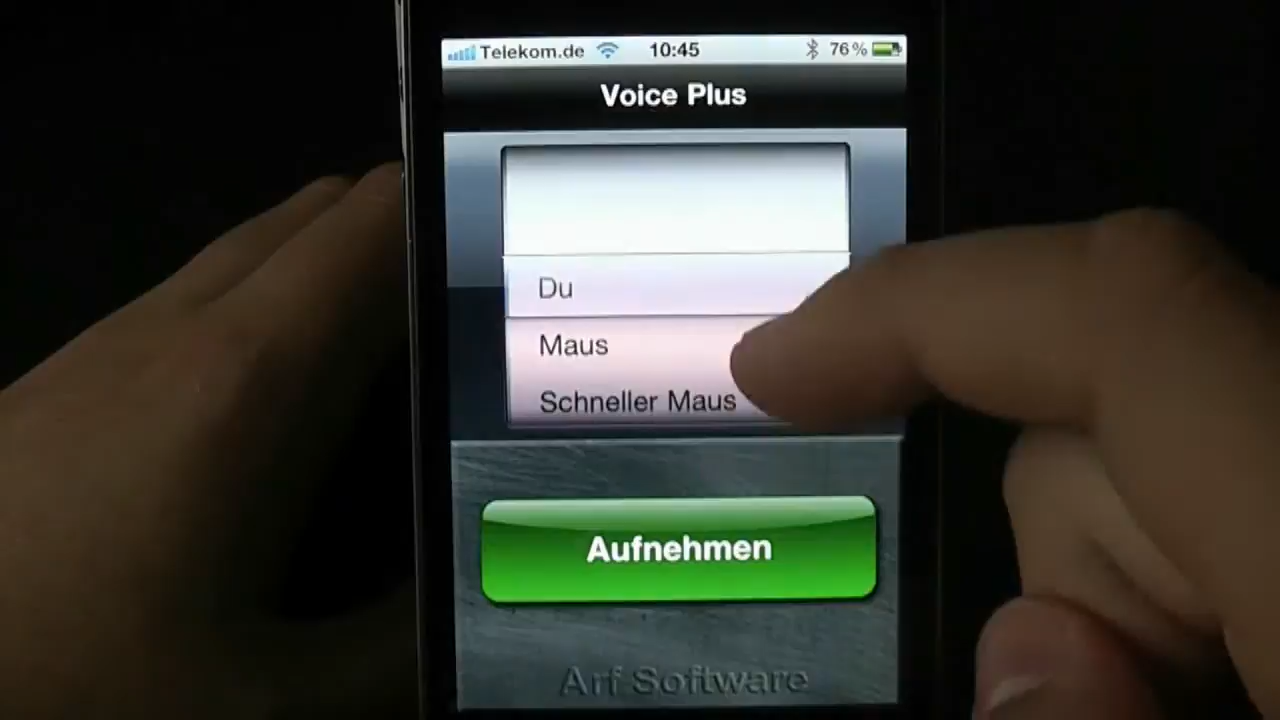 Telekom.de 10:45 76%
Voice Plus
Du
Maus
Schneller Maus
Aufnehmen
Arf Software